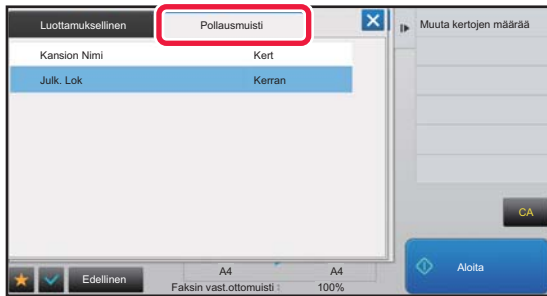 Luottamuksellinen Pollausmuisti
Muuta kertojen määrää
Kansion Nimi Kert
Julk. Lok Kerran
CA
Edellinen
A4 A4
Faksin vast.ottomuisti : 100%
Aloita